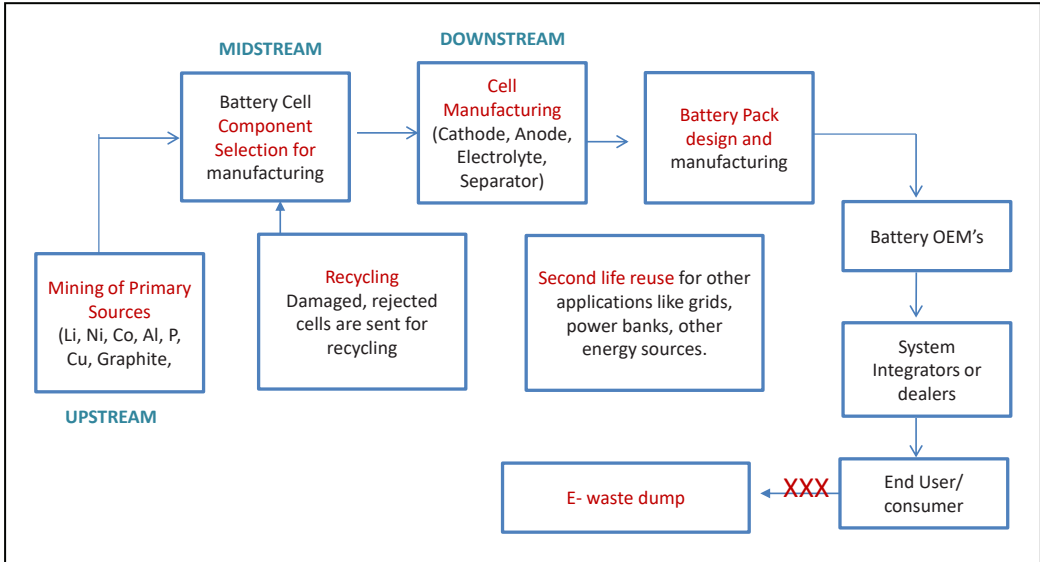 MIDSTREAM
DOWNSTREAM
Battery Cell
Component
Selection for
manufacturing
Cell
Manufacturing
(Cathode, Anode,
Electrolyte,
Separator)
Battery Pack
design and
manufacturing
Battery OEM's
Mining of Primary
Sources
(Li, Ni, Co, Al, P,
Cu, Graphite,
UPSTREAM
Recycling
Damaged, rejected
cells are sent for
recycling
Second life reuse for other
applications like grids,
power banks, other
energy sources.
System
Integrators or
dealers
E- waste dump
XXX
End User/
consumer